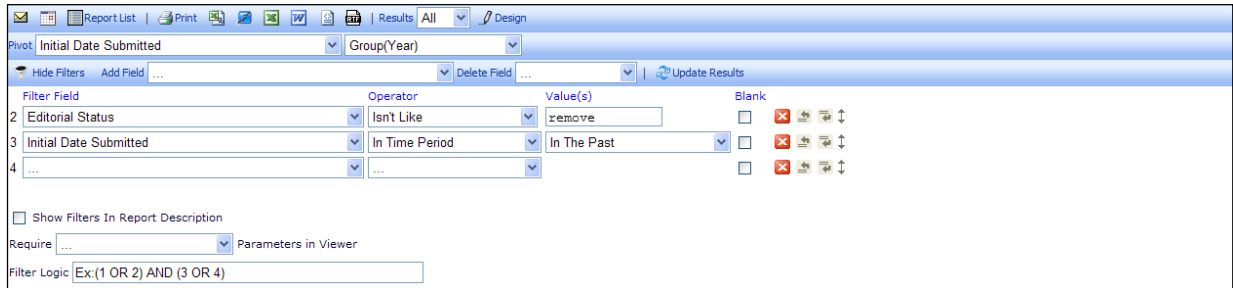 Report List | Print | Results All Design
Pivot Initial Date Submitted Group(Year)
Hide Filters Add Field ... Delete Field ... | Update Results
Filter Field Operator Value(s) Blank
2 Editorial Status Isn't Like remove
3 Initial Date Submitted In Time Period In The Past
4 ... ...
Show Filters In Report Description
Require ... Parameters in Viewer
Filter Logic Ex:(1 OR 2) AND (3 OR 4)